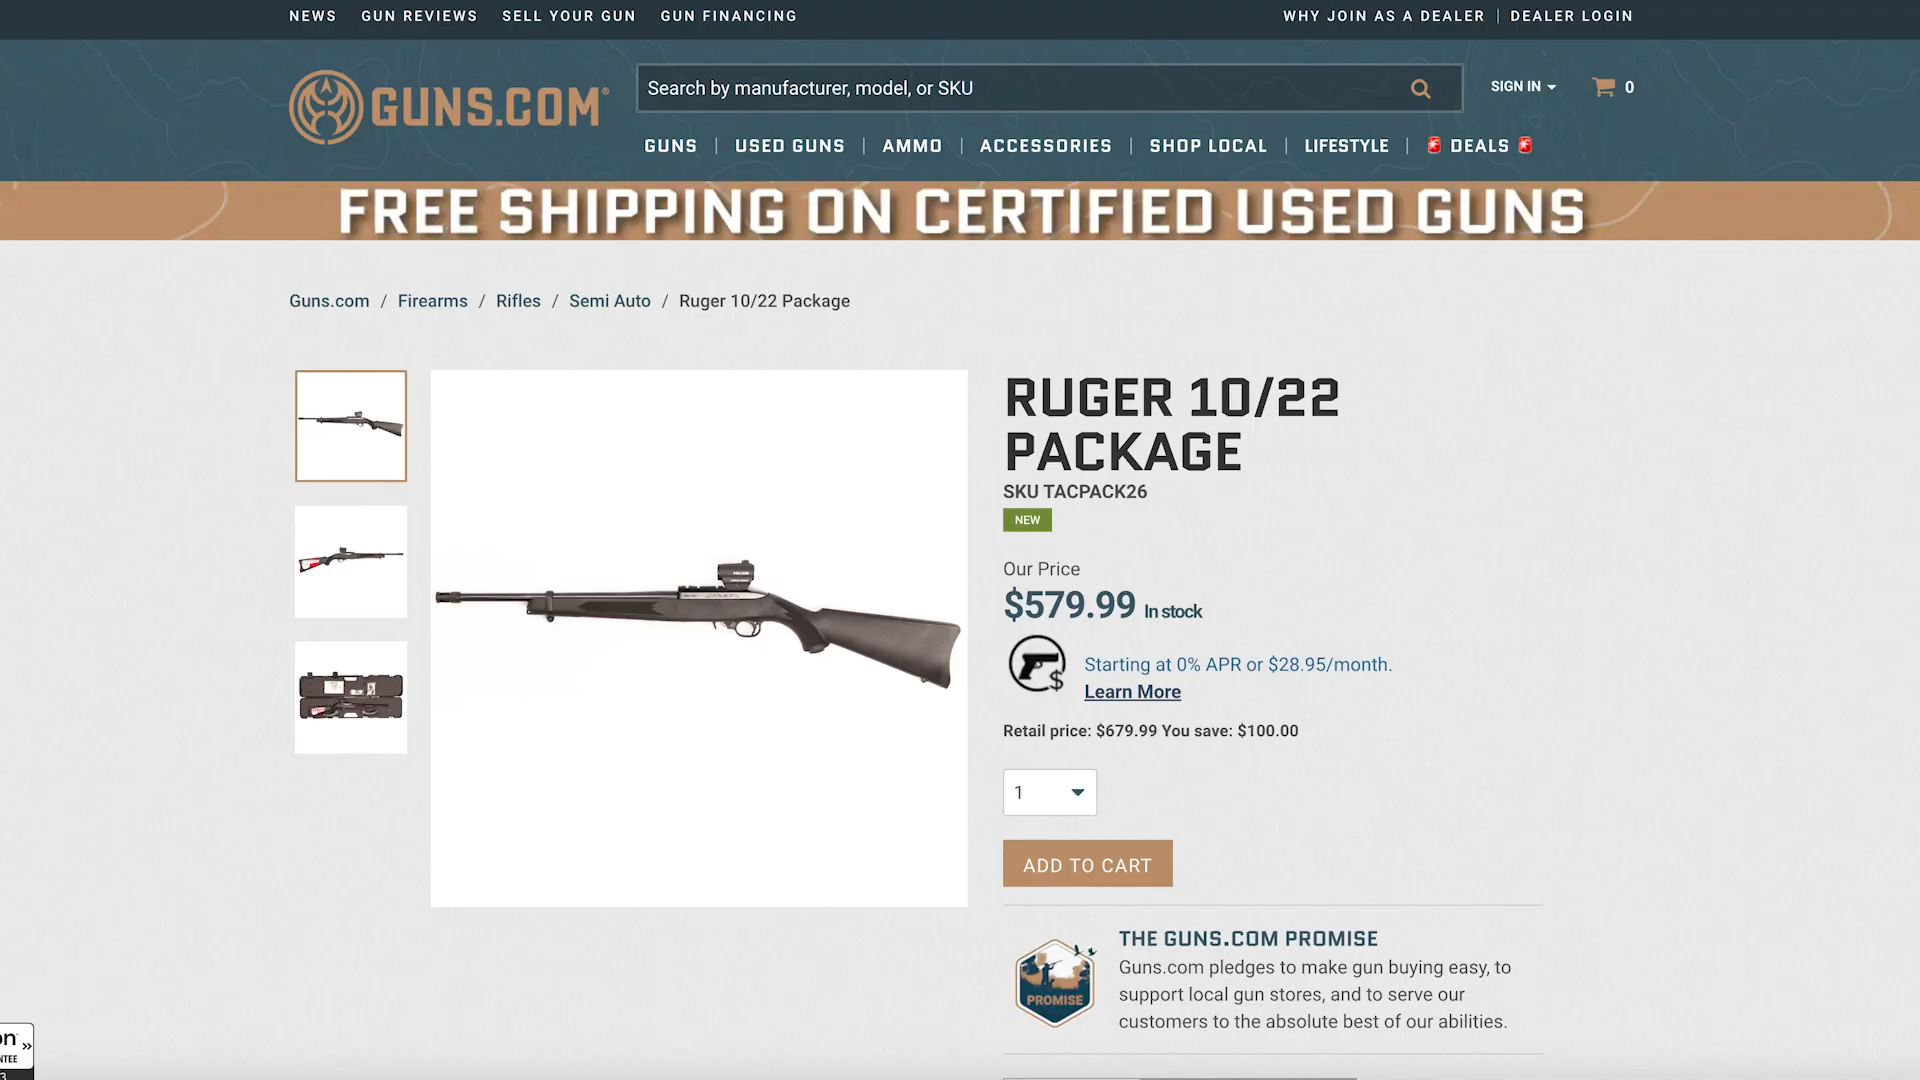 NEWS GUN REVIEWS SELL YOUR GUN GUN FINANCING WHY JOIN AS A DEALER | DEALER LOGIN
GUNS.COM®
Search by manufacturer, model, or SKU
SIGN IN
0
GUNS | USED GUNS | AMMO | ACCESSORIES | SHOP LOCAL | LIFESTYLE | DEALS
FREE SHIPPING ON CERTIFIED USED GUNS
Guns.com / Firearms / Rifles / Semi Auto / Ruger 10/22 Package
RUGER 10/22
PACKAGE
SKU TACPACK26
NEW
Our Price
$579.99 In stock
$
Starting at 0% APR or $28.95/month.
Learn More
Retail price: $679.99 You save: $100.00
1
ADD TO CART
PROMISE
THE GUNS.COM PROMISE
Guns.com pledges to make gun buying easy, to
support local gun stores, and to serve our
customers to the absolute best of our abilities.
on »
NTEE
3